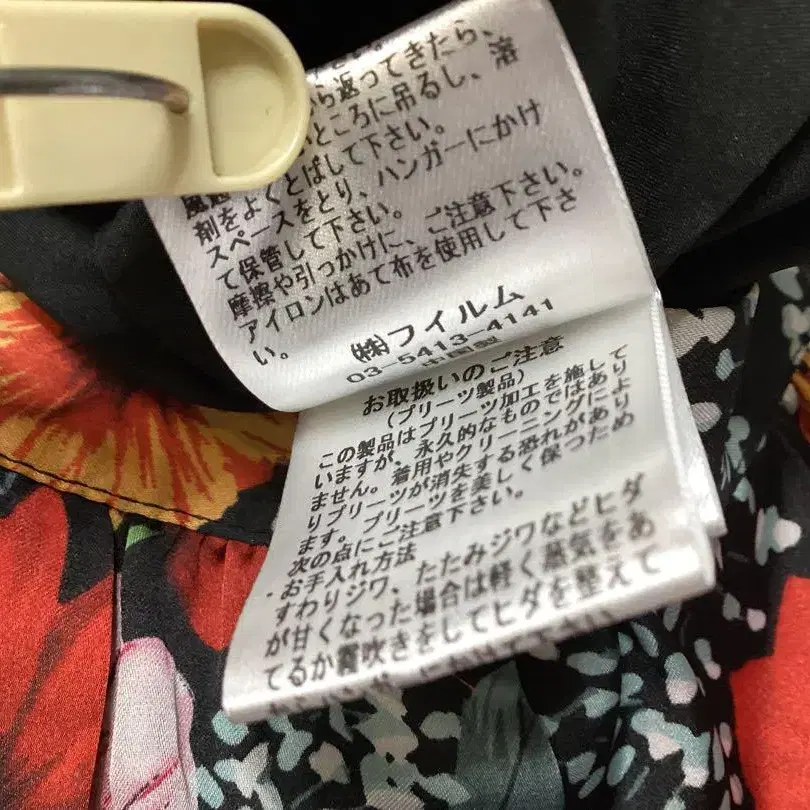 から返ってきたら、
いところに吊るし、溶
剤をよくとばして下さい。
スペースをとり、ハンガーにかけ
て保管して下さい。
摩擦や引っかけに、ご注意下さい。
アイロンはあて布を使用して下さ
い。
㈱フイルム
03-5413-4141
中国製
お取扱いのご注意
(プリーツ製品)
この製品はプリーツ加工を施して
いますが、永久的なものではあり
ません。着用やクリーニングによ
りプリーツが消失する恐れがあり
ます。プリーツを美しく保つため
次の点にご注意下さい。
・お手入れ方法
すわりジワ、たたみジワなどヒダ
が甘くなった場合は軽く蒸気をあ
てるか霧吹きをしてヒダを整えて